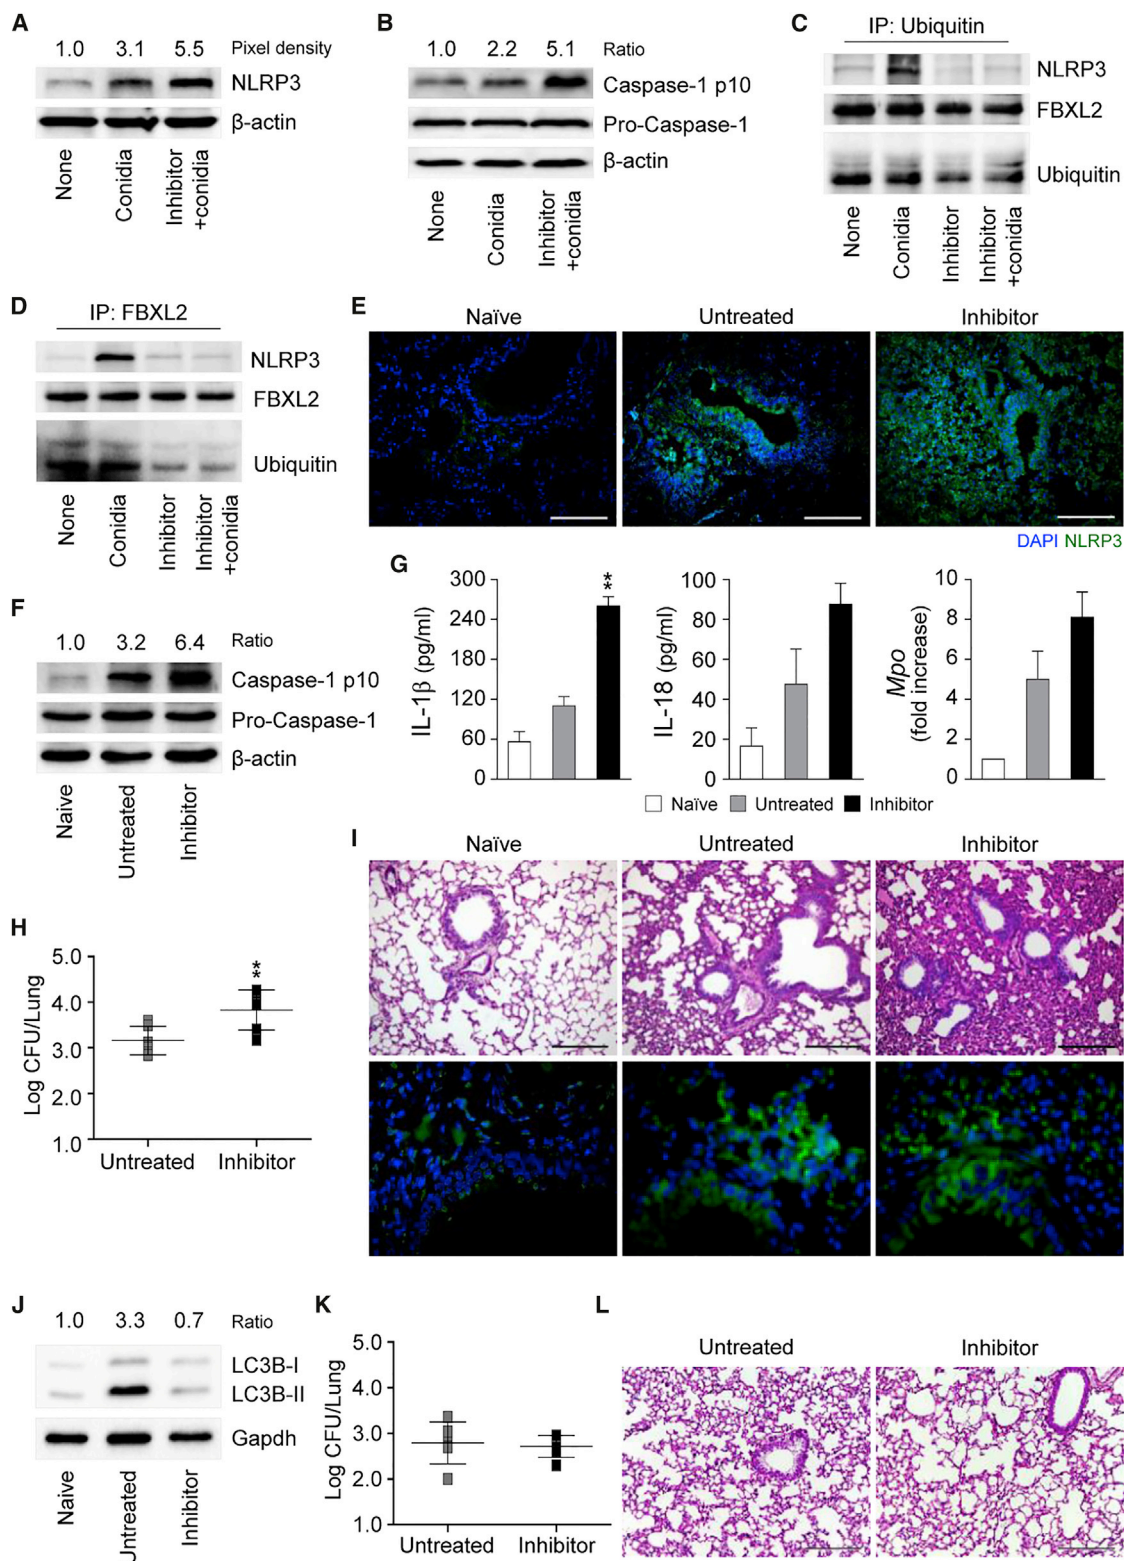 A
1.0 3.1 5.5 Pixel density
NLRP3
β-actin
None
Conidia
Inhibitor
+conidia
B
1.0 2.2 5.1 Ratio
Caspase-1 p10
Pro-Caspase-1
β-actin
None
Conidia
Inhibitor
+conidia
C
IP: Ubiquitin
NLRP3
FBXL2
Ubiquitin
None
Conidia
Inhibitor
Inhibitor
+conidia
D
IP: FBXL2
NLRP3
FBXL2
Ubiquitin
None
Conidia
Inhibitor
Inhibitor
+conidia
E
Naïve Untreated Inhibitor
DAPI NLRP3
F
1.0 3.2 6.4 Ratio
Caspase-1 p10
Pro-Caspase-1
β-actin
Naive
Untreated
Inhibitor
G
IL-1β (pg/ml)
300
240
180
120
60
0
**
IL-18 (pg/ml)
100
80
60
40
20
0
Mpo
(fold increase)
10
8
6
4
2
0
Naïve Untreated Inhibitor
H
Log CFU/Lung
5.0
4.0
3.0
2.0
1.0
**
Untreated Inhibitor
I
Naïve Untreated Inhibitor
J
1.0 3.3 0.7 Ratio
LC3B-I
LC3B-II
Gapdh
Naive
Untreated
Inhibitor
K
Log CFU/Lung
5.0
4.0
3.0
2.0
1.0
Untreated Inhibitor
L
Untreated Inhibitor